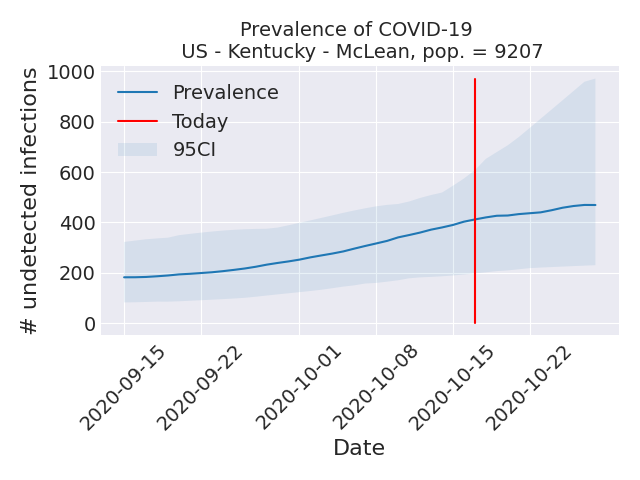 Prevalence of COVID-19
US - Kentucky - McLean, pop. = 9207
# undetected infections
1000
800
600
400
200
0
Prevalence
Today
95CI
2020-09-15
2020-09-22
2020-10-01
2020-10-08
2020-10-15
2020-10-22
Date